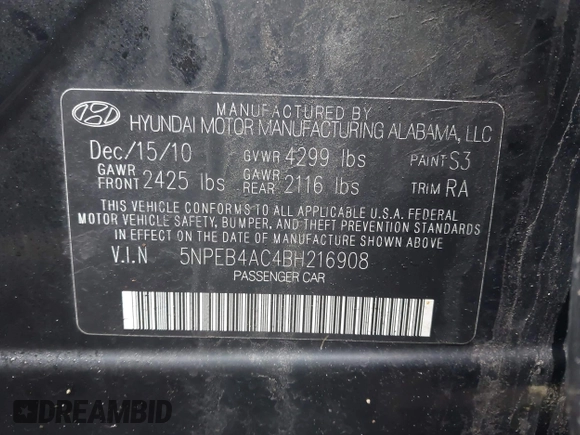 MANUFACTURED BY
HYUNDAI MOTOR MANUFACTURING ALABAMA, LLC
Dec/15/10 GVWR 4299 lbs PAINT S3
GAWR FRONT 2425 lbs GAWR REAR 2116 lbs TRIM RA
THIS VEHICLE CONFORMS TO ALL APPLICABLE U.S.A. FEDERAL
MOTOR VEHICLE SAFETY, BUMPER, AND THEFT PREVENTION STANDARDS
IN EFFECT ON THE DATE OF MANUFACTURE SHOWN ABOVE.
V.I.N 5NPEB4AC4BH216908
PASSENGER CAR
DREAMBID